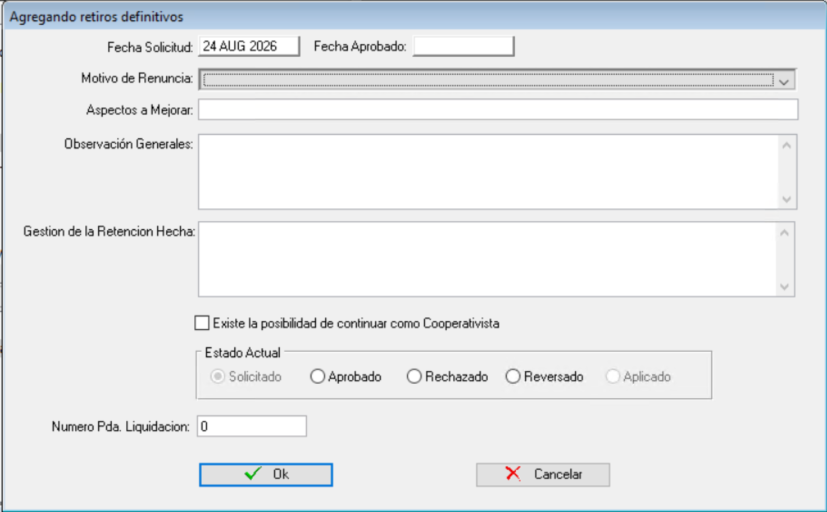 Agregando retiros definitivos
Fecha Solicitud: 24 AUG 2026 Fecha Aprobado:
Motivo de Renuncia:
Aspectos a Mejorar:
Observación Generales:
Gestion de la Retencion Hecha:
Existe la posibilidad de continuar como Cooperativista
Estado Actual
Solicitado Aprobado Rechazado Reversado Aplicado
Numero Pda. Liquidacion: 0
Ok Cancelar